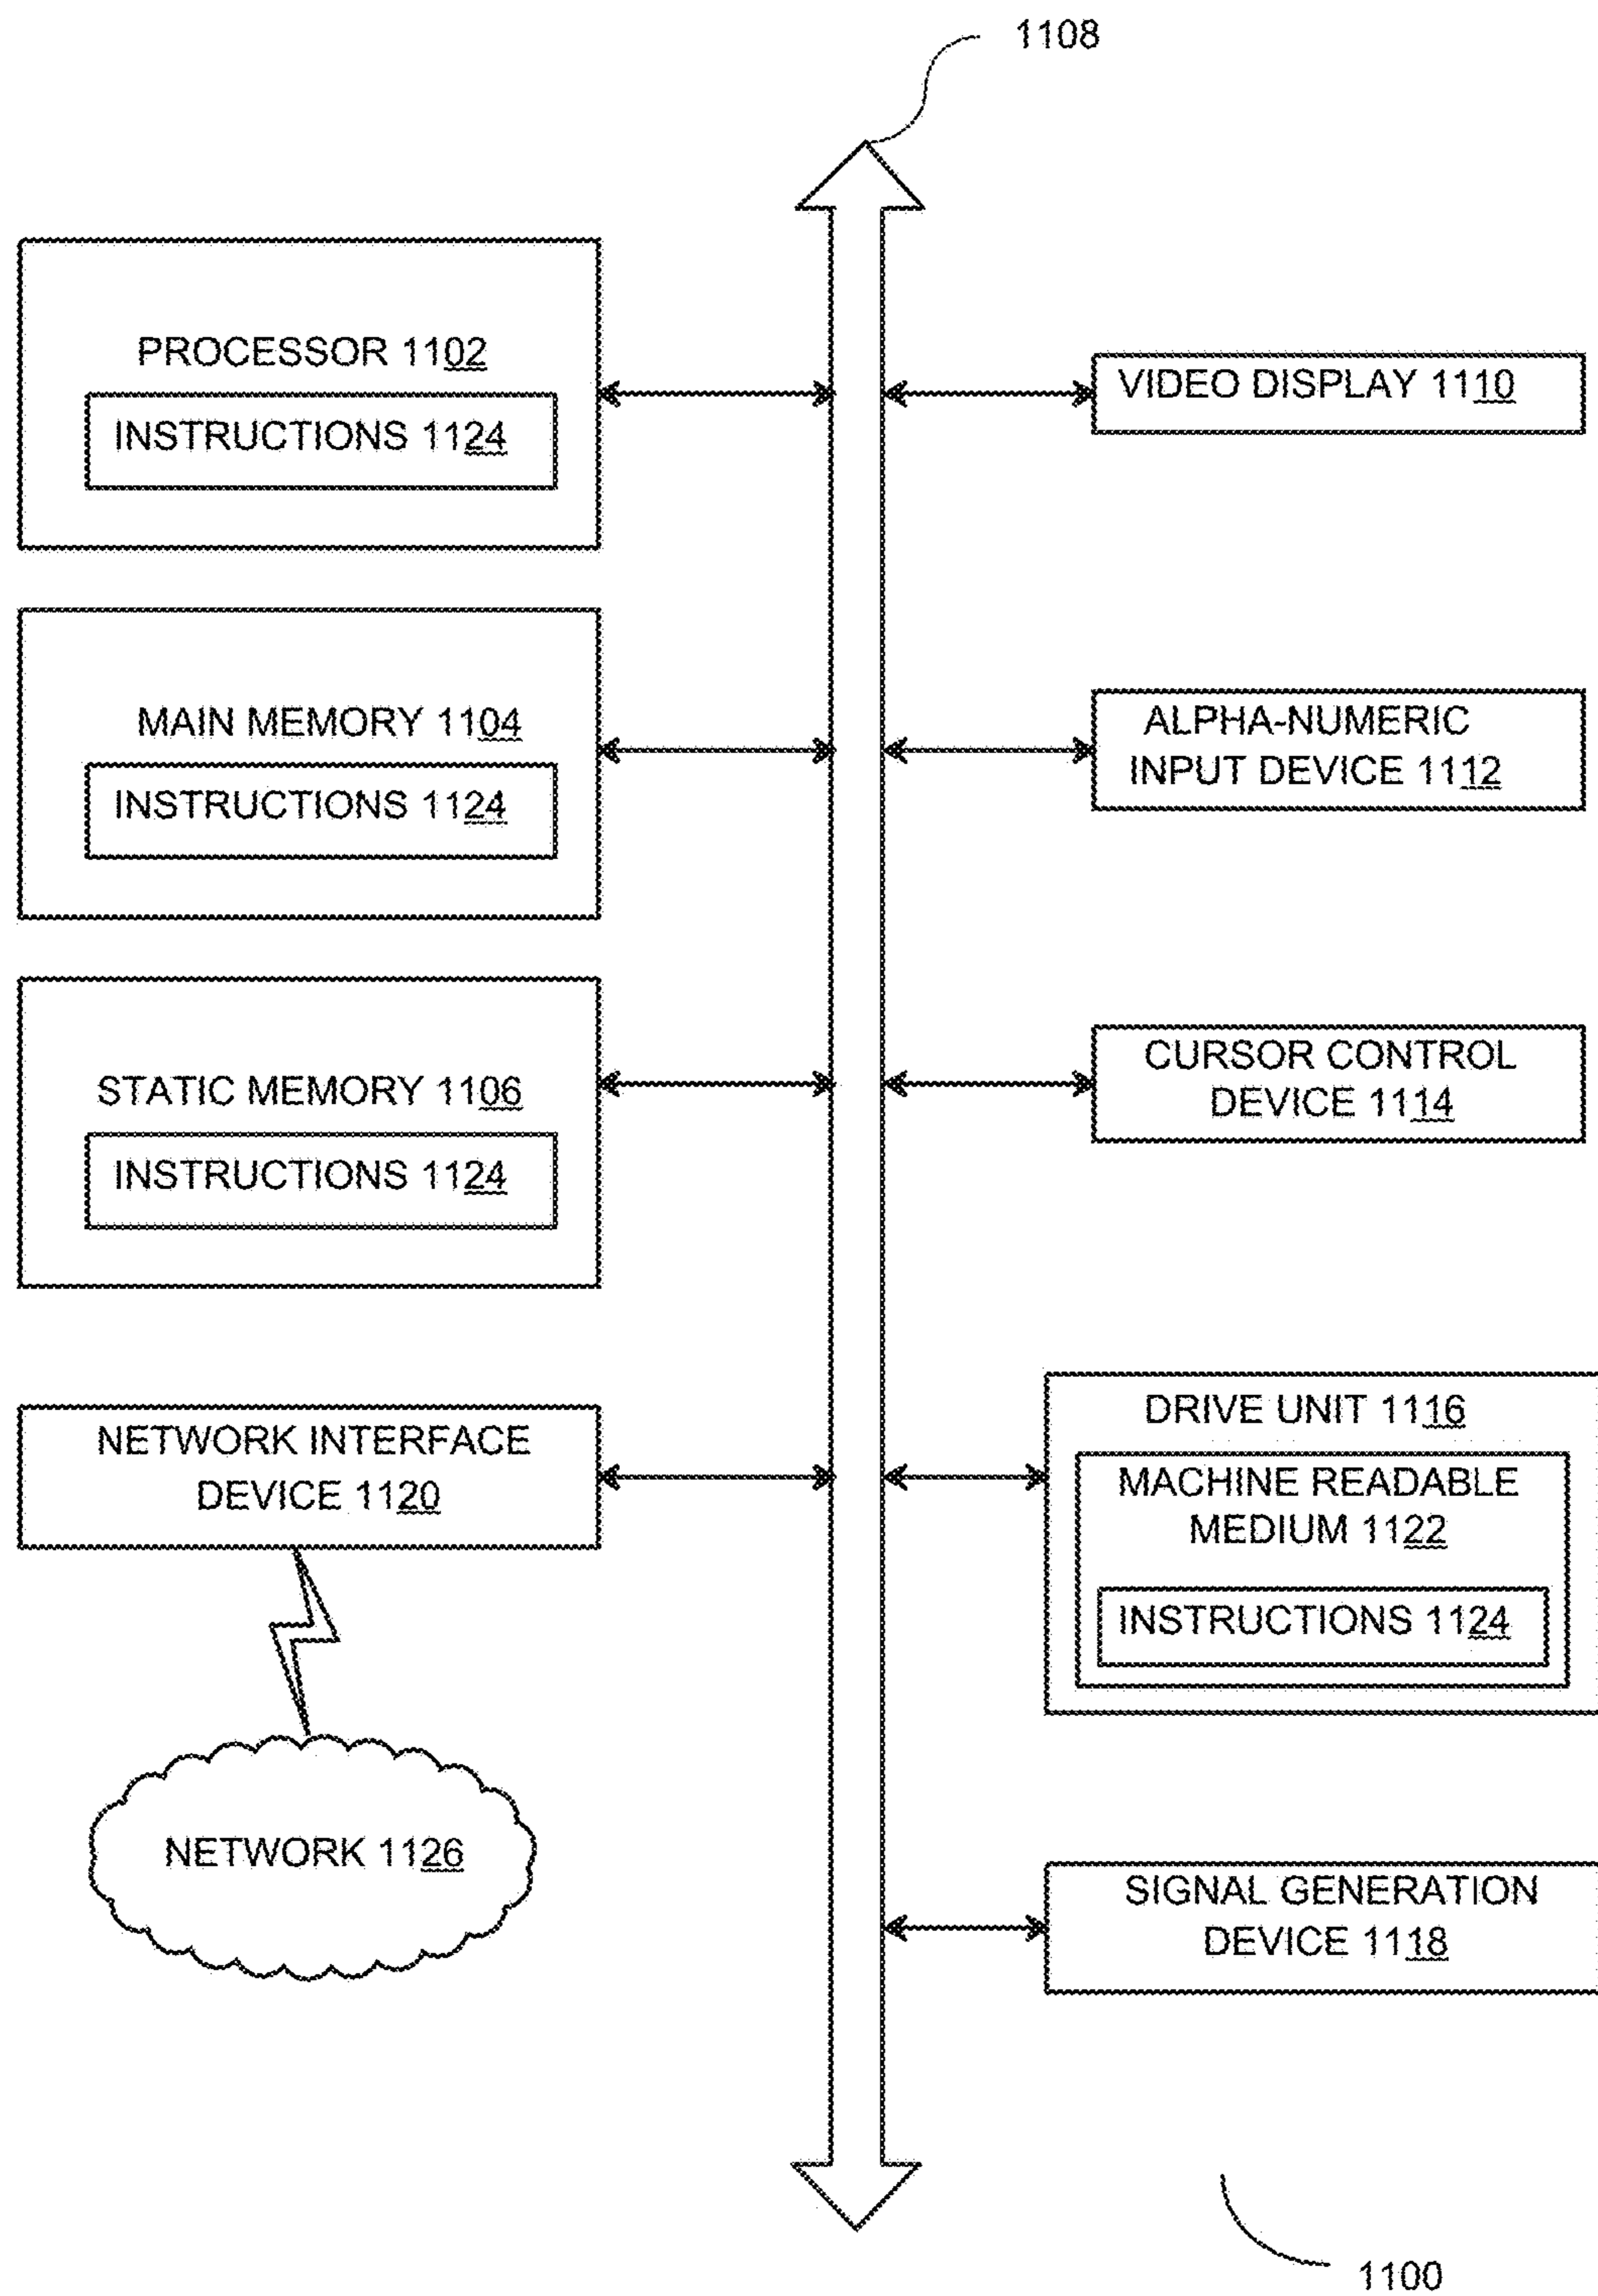 1108
PROCESSOR 1102
INSTRUCTIONS 1124
VIDEO DISPLAY 1110
MAIN MEMORY 1104
INSTRUCTIONS 1124
ALPHA-NUMERIC
INPUT DEVICE 1112
STATIC MEMORY 1106
INSTRUCTIONS 1124
CURSOR CONTROL
DEVICE 1114
NETWORK INTERFACE
DEVICE 1120
DRIVE UNIT 1116
MACHINE READABLE
MEDIUM 1122
INSTRUCTIONS 1124
NETWORK 1126
SIGNAL GENERATION
DEVICE 1118
1100